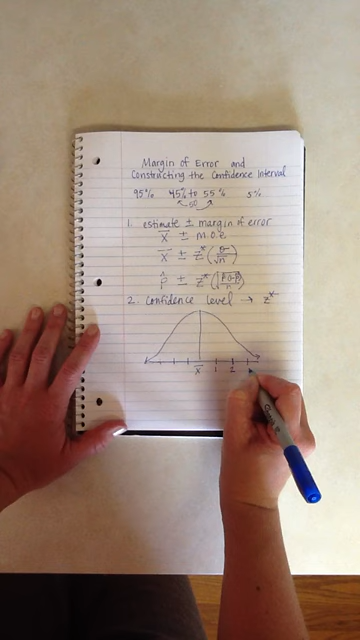 Margin of Error and
Constructing the Confidence Interval
95% 45% to 55% 5%
50
1. estimate ± margin of error
x̄ ± M.O.E.
x̄ ± z* (σ/√n)
p̂ ± z* (√p(1-p)/n)
2. Confidence level → z*
x̄ 1 2